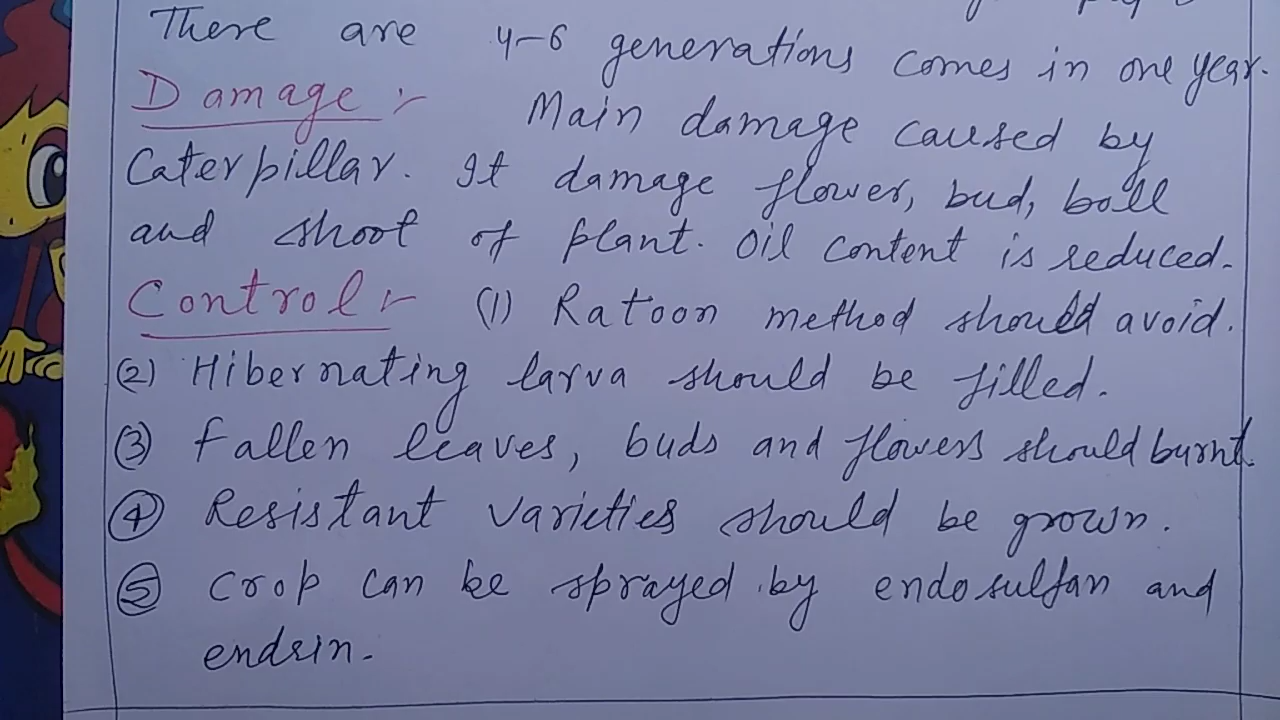 There are 4-6 generations comes in one year.
Damage :- Main damage caused by
Caterpillar. It damage flower, bud, boll
and shoot of plant. Oil content is reduced.
Control :- (1) Ratoon method should avoid.
(2) Hibernating larva should be filled.
(3) Fallen leaves, buds and flowers should burnt.
(4) Resistant varieties should be grown.
(5) Crop can be sprayed by endosulfan and
endrin.